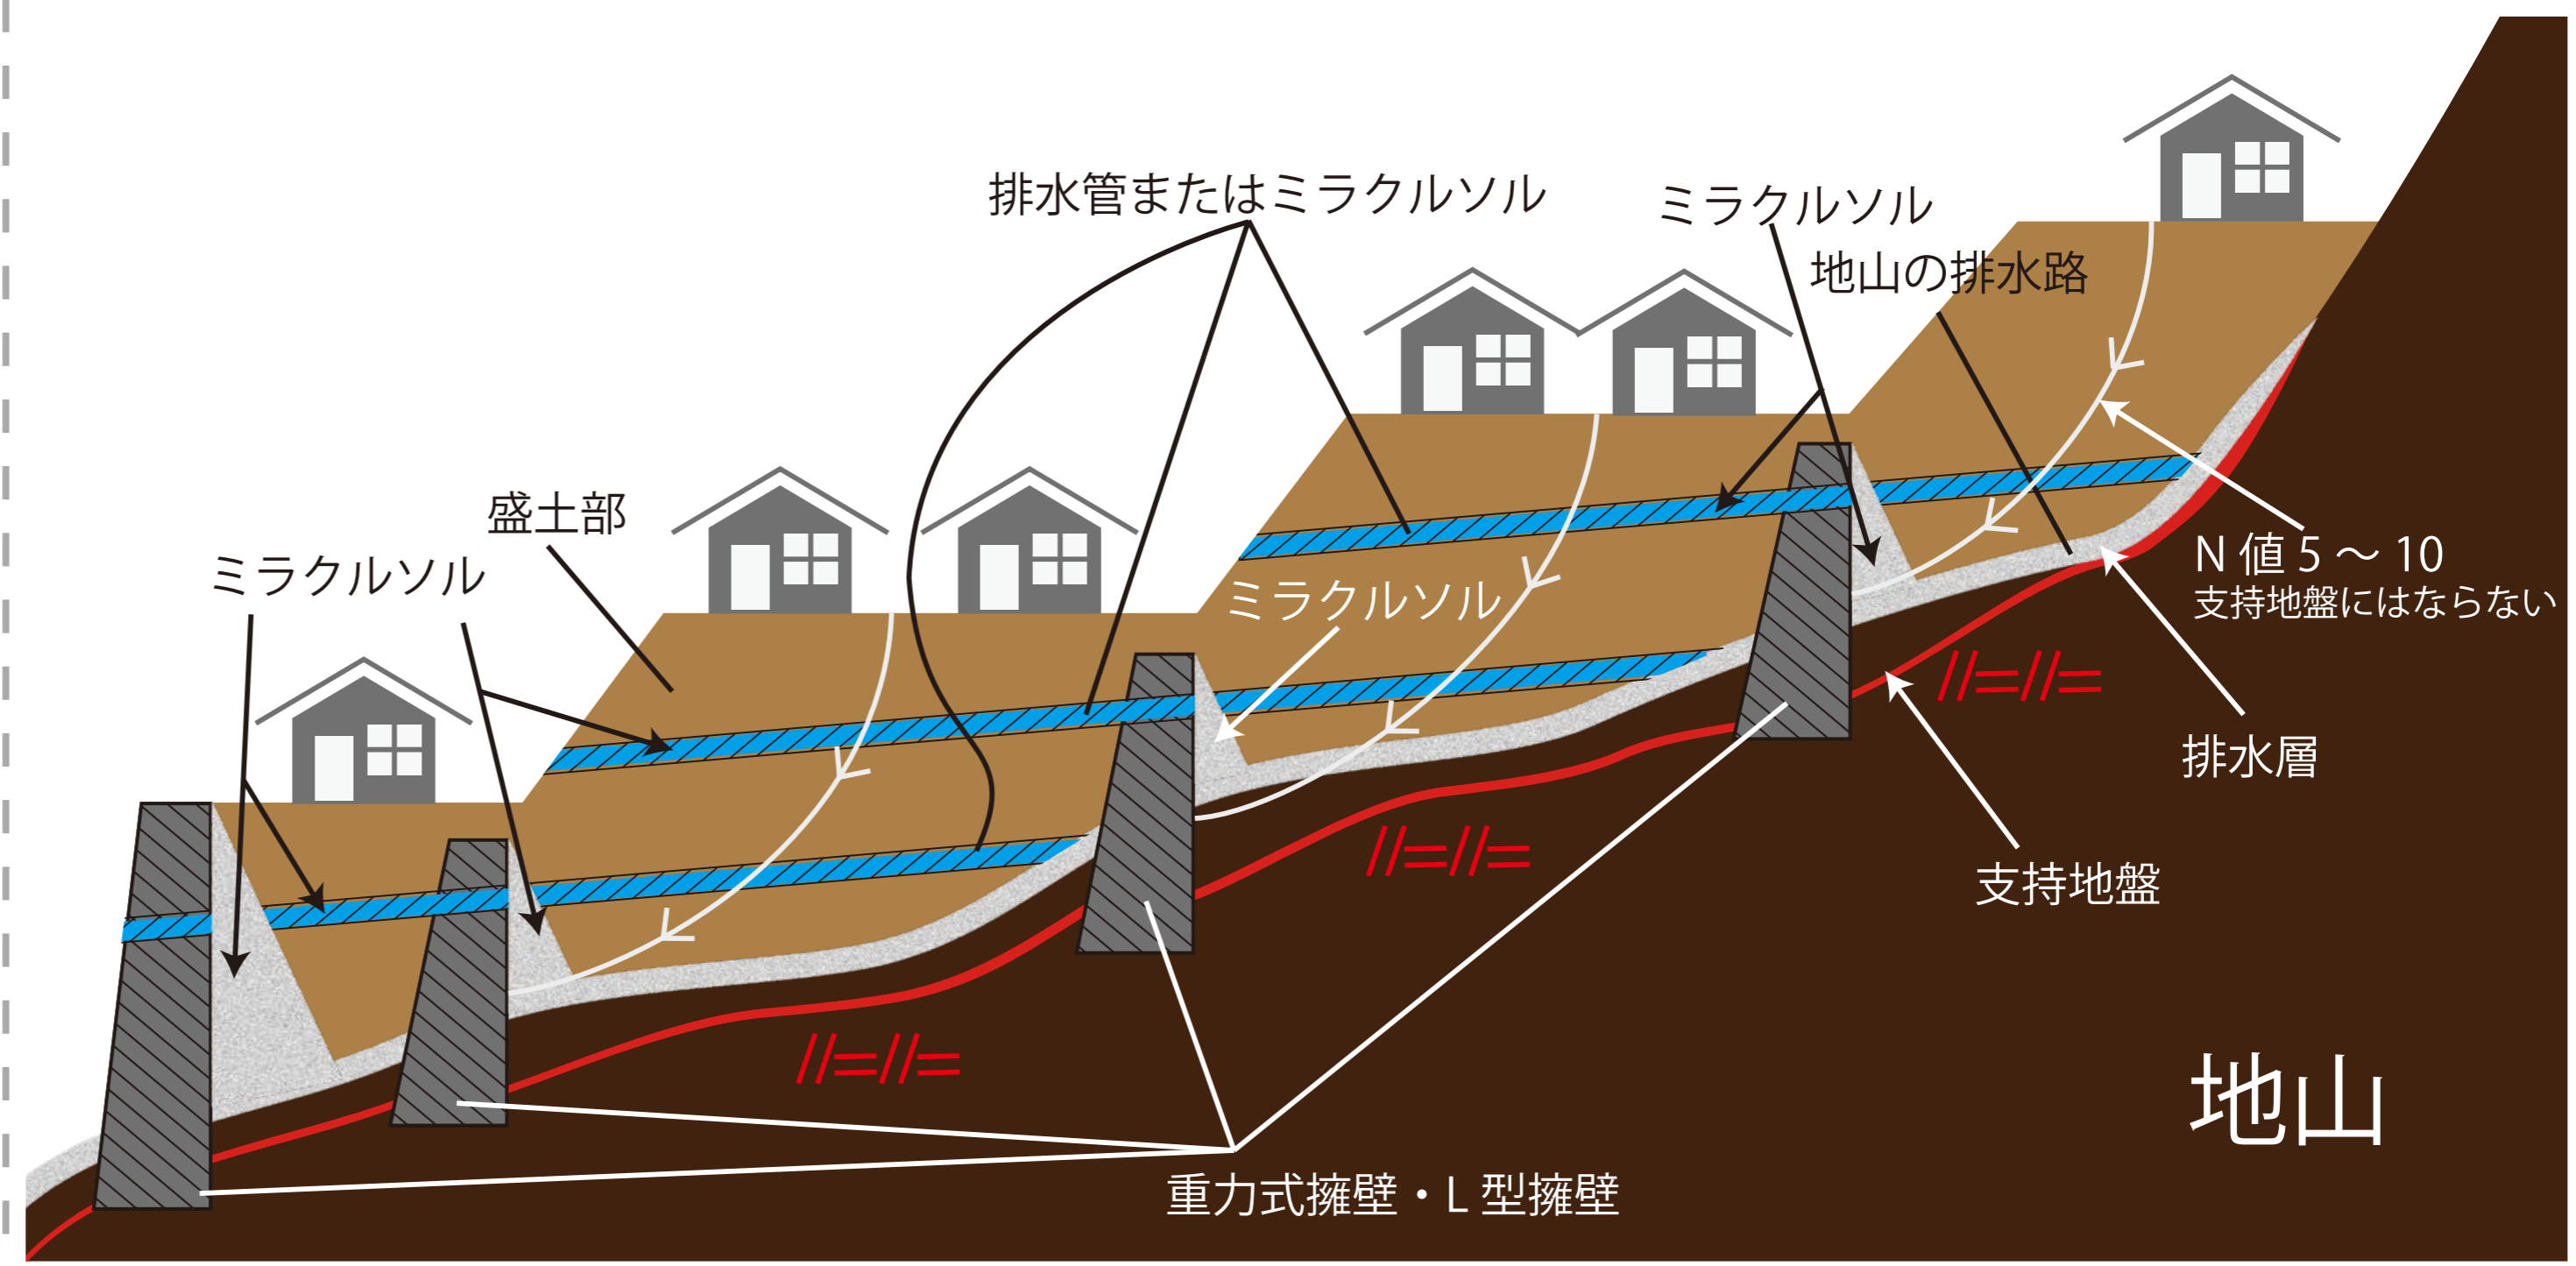 排水管またはミラクルソル
ミラクルソル
地山の排水路
盛土部
ミラクルソル
ミラクルソル
N 値 5 ～ 10
支持地盤にはならない
排水層
支持地盤
地山
重力式擁壁・L 型擁壁